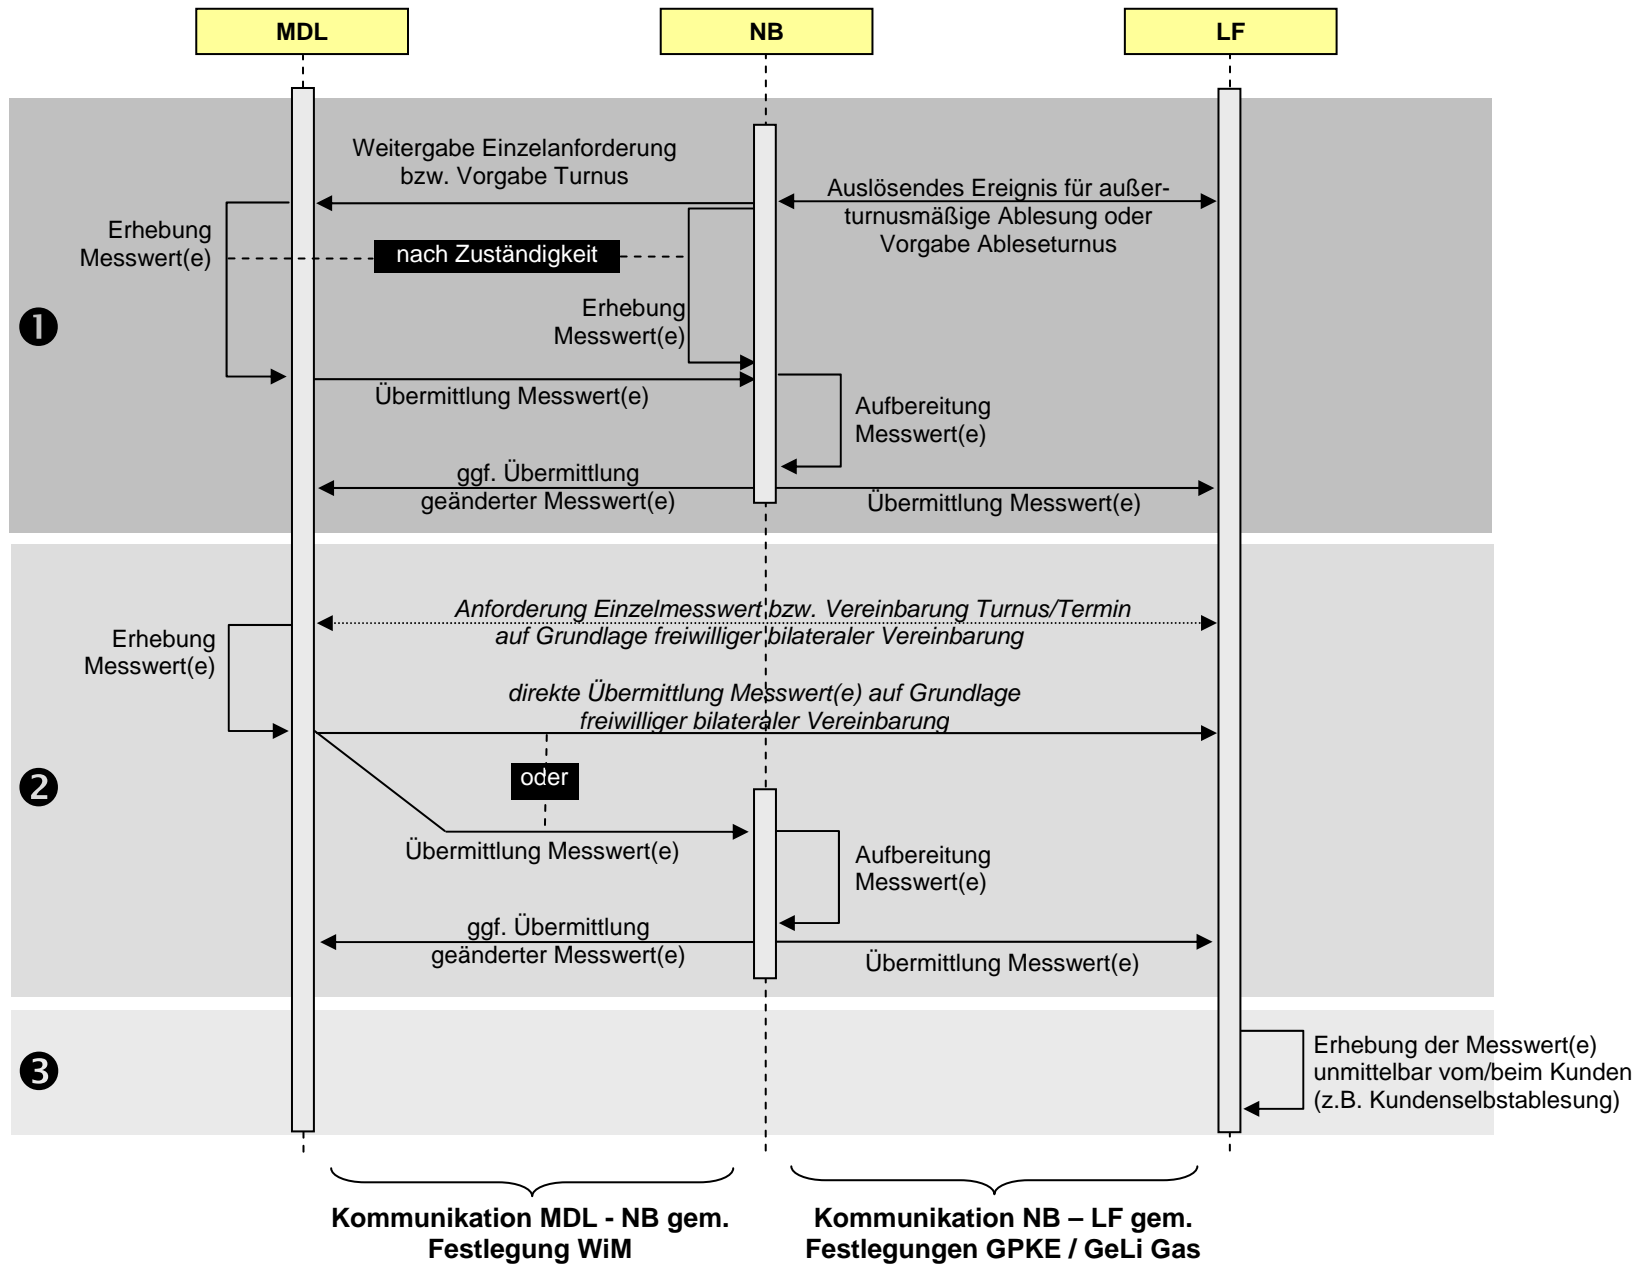 MDL
NB
LF
Weitergabe Einzelanforderung
bzw. Vorgabe Turnus
Auslösendes Ereignis für außer-
turnusmäßige Ablesung oder
Vorgabe Ableseturnus
Erhebung
Messwert(e)
nach Zuständigkeit
Erhebung
Messwert(e)
❶
Übermittlung Messwert(e)
Aufbereitung
Messwert(e)
ggf. Übermittlung
geänderter Messwert(e)
Übermittlung Messwert(e)
Anforderung Einzelmesswert bzw. Vereinbarung Turnus/Termin
auf Grundlage freiwilliger bilateraler Vereinbarung
Erhebung
Messwert(e)
direkte Übermittlung Messwert(e) auf Grundlage
freiwilliger bilateraler Vereinbarung
❷
oder
Übermittlung Messwert(e)
Aufbereitung
Messwert(e)
ggf. Übermittlung
geänderter Messwert(e)
Übermittlung Messwert(e)
❸
Erhebung der Messwert(e)
unmittelbar vom/beim Kunden
(z.B. Kundenselbstablesung)
Kommunikation MDL - NB gem.
Festlegung WiM
Kommunikation NB – LF gem.
Festlegungen GPKE / GeLi Gas